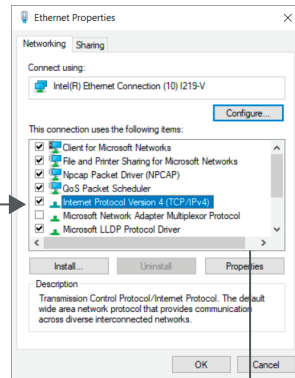 Ethernet Properties
Networking Sharing
Connect using:
Intel(R) Ethernet Connection (10) I219-V
Configure...
This connection uses the following items:
Client for Microsoft Networks
File and Printer Sharing for Microsoft Networks
Npcap Packet Driver (NPCAP)
QoS Packet Scheduler
Internet Protocol Version 4 (TCP/IPv4)
Microsoft Network Adapter Multiplexor Protocol
Microsoft LLDP Protocol Driver
Install... Uninstall Properties
Description
Transmission Control Protocol/Internet Protocol. The default
wide area network protocol that provides communication
across diverse interconnected networks.
OK Cancel